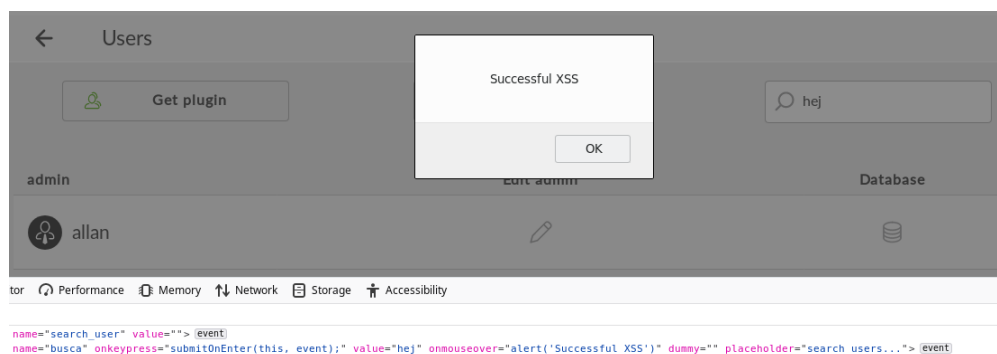 Users
Successful XSS
Get plugin
hej
OK
admin
Edit admin
Database
allan
tor Performance Memory Network Storage Accessibility
name="search_user" value=""> event
name="busca" onkeypress="submitOnEnter(this, event);" value="hej" onmouseover="alert('Successful XSS')" dummy="" placeholder="search users..."> event